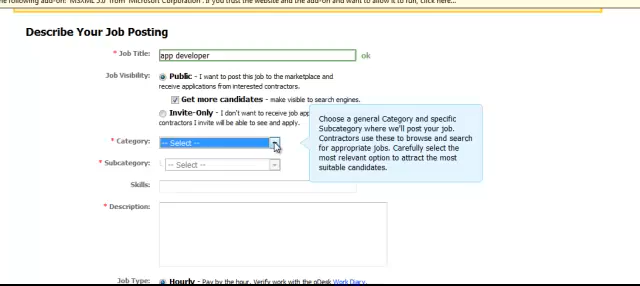 the following add-on: 'MSXML 5.0' from 'Microsoft Corporation'. If you trust the website and the add-on and want to allow it to run, click here...
Describe Your Job Posting
* Job Title: app developer ok
Job Visibility: Public - I want to post this job to the marketplace and
receive applications from interested contractors.
Get more candidates - make visible to search engines.
Invite-Only - I don't want to receive job app
contractors I invite will be able to see and apply.
Choose a general Category and specific
Subcategory where we'll post your job.
Contractors use these to browse and search
for appropriate jobs. Carefully select the
most relevant option to attract the most
suitable candidates.
* Category: -- Select --
* Subcategory: -- Select --
Skills:
* Description:
Job Type: Hourly - Pay by the hour. Verify work with the oDesk Work Diary.